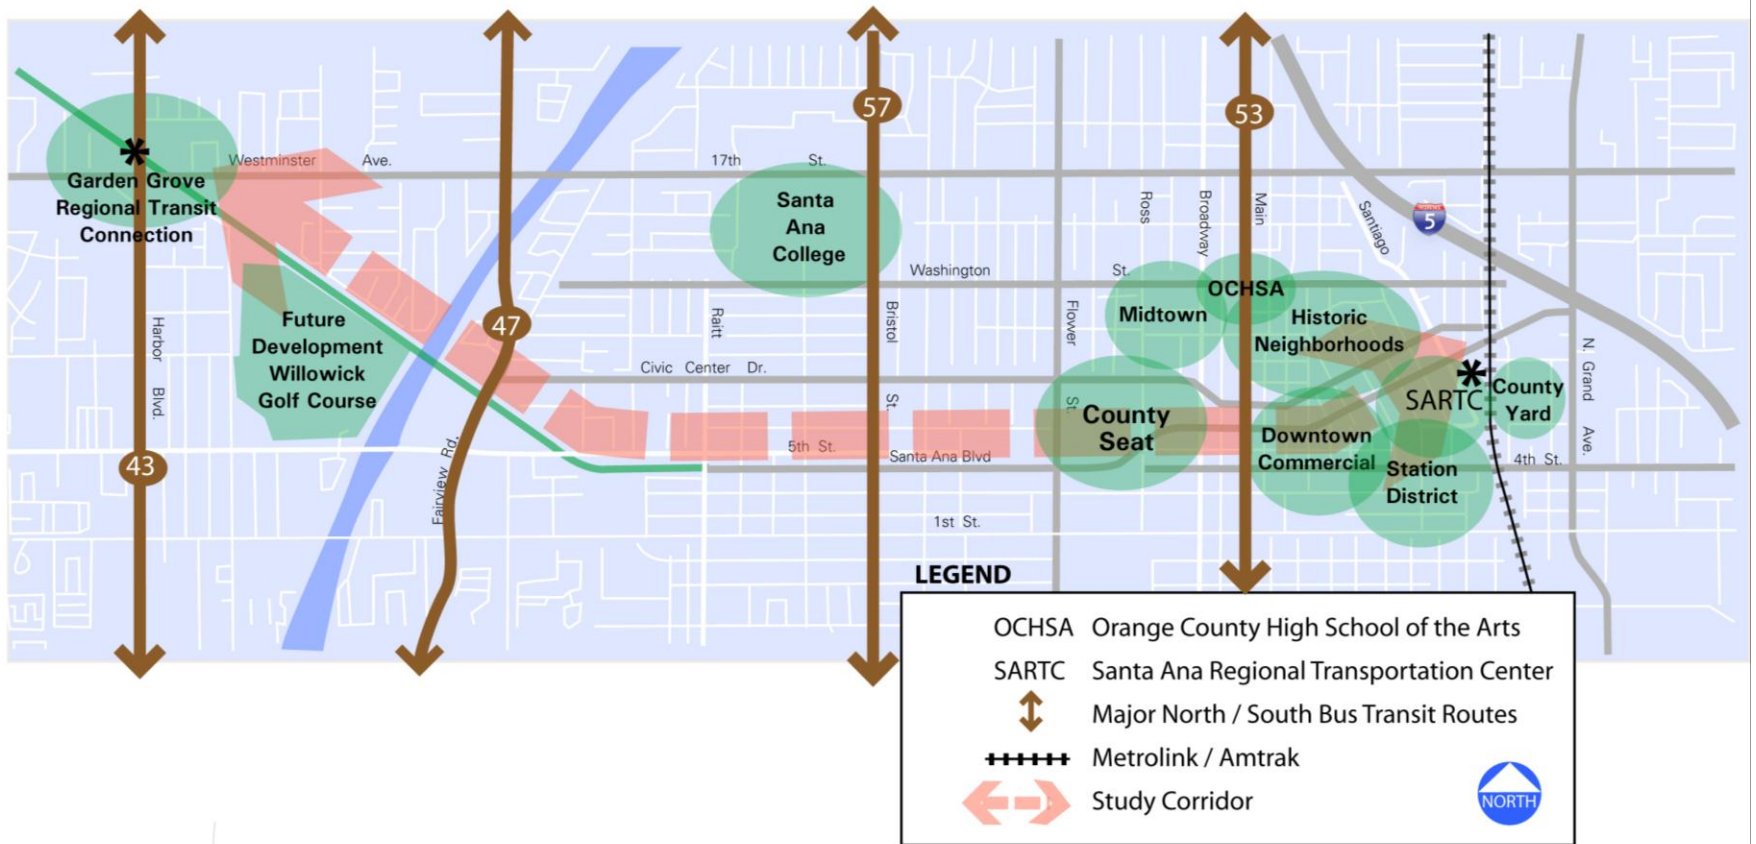 57
53
47
43
Westminster Ave.
17th St.
Garden Grove
Regional Transit
Connection
Santa
Ana
College
Ross
Broadway
Main
Santiago
INTERSTATE
5
Washington St.
OCHSA
Midtown
Historic
Neighborhoods
Harbor Blvd.
Future
Development
Willowick
Golf Course
Raitt
Bristol St.
Flower St.
Civic Center Dr.
N. Grand Ave.
SARTC
County
Yard
County
Seat
Downtown
Commercial
5th St.
Santa Ana Blvd
4th St.
Station
District
Fairview Rd.
1st St.
LEGEND
OCHSA Orange County High School of the Arts
SARTC Santa Ana Regional Transportation Center
Major North / South Bus Transit Routes
Metrolink / Amtrak
Study Corridor
NORTH